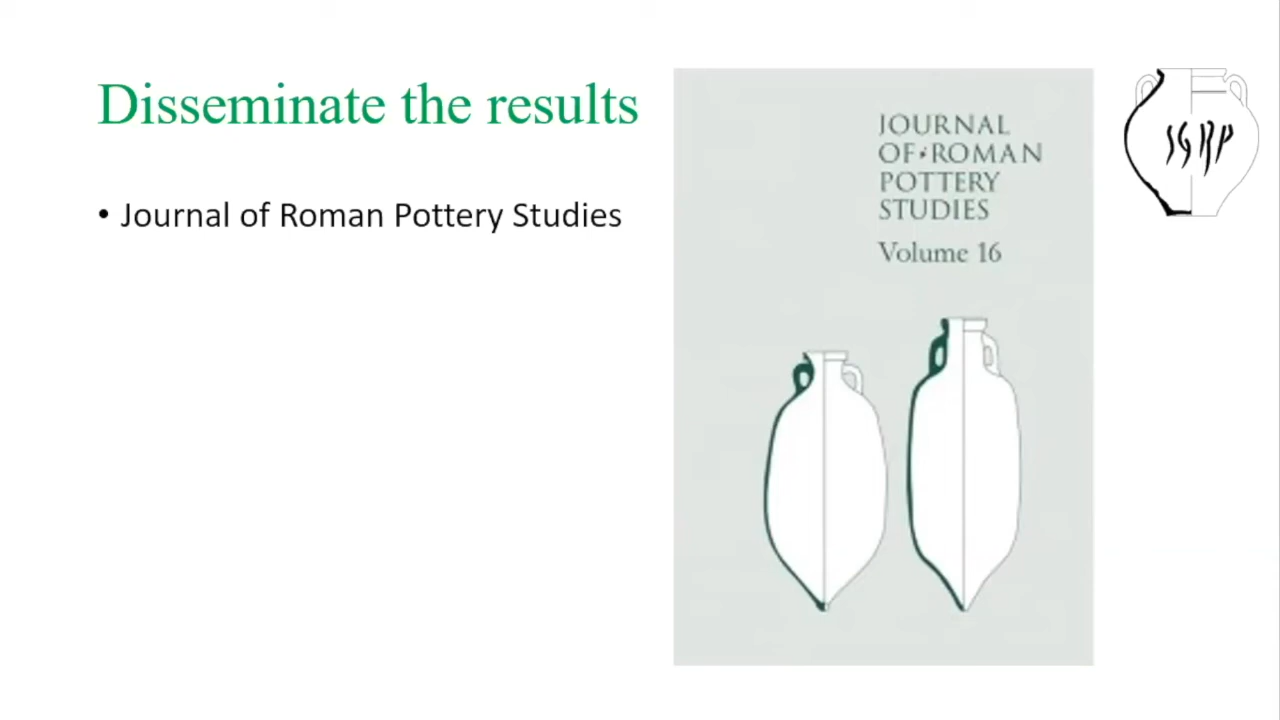 Disseminate the results
• Journal of Roman Pottery Studies
JOURNAL
OF·ROMAN
POTTERY
STUDIES
Volume 16
SGRP